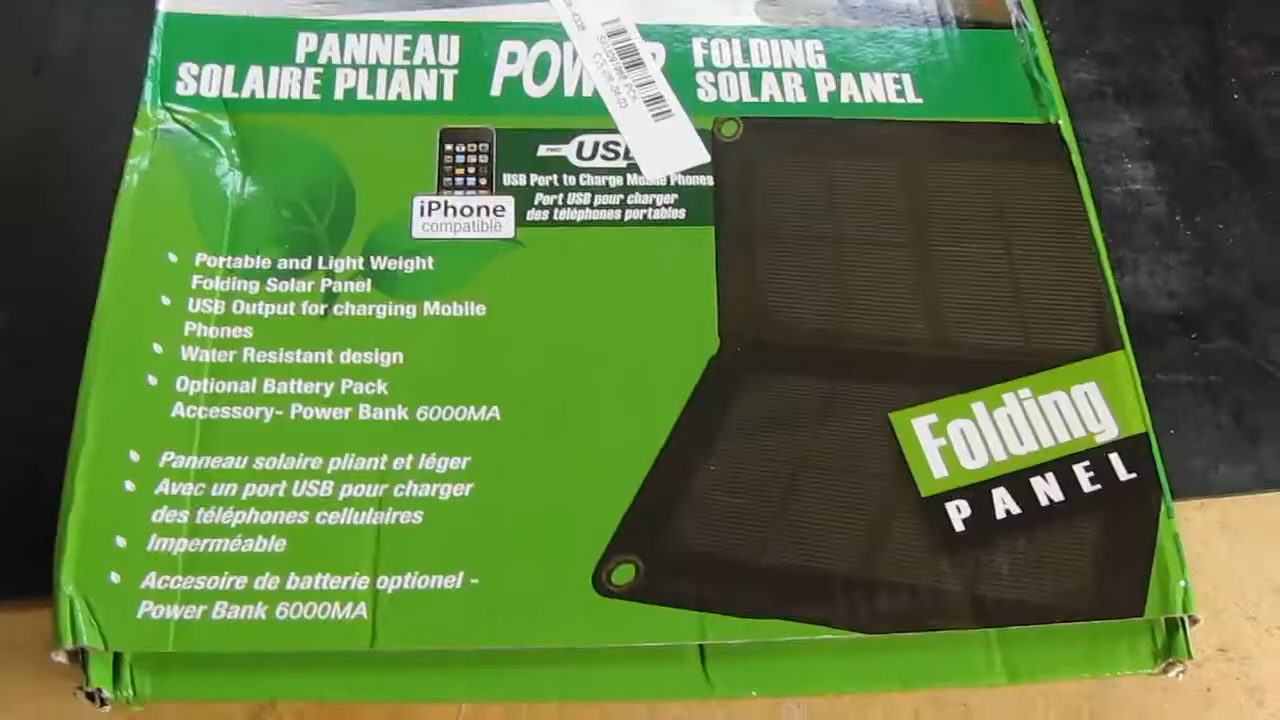 PANNEAU
SOLAIRE PLIANT
POWER
FOLDING
SOLAR PANEL
USB
USB Port to Charge Mobile Phones
Port USB pour charger
des téléphones portables
iPhone
compatible
Portable and Light Weight
Folding Solar Panel
USB Output for charging Mobile
Phones
Water Resistant design
Optional Battery Pack
Accessory- Power Bank 6000MA
Panneau solaire pliant et léger
Avec un port USB pour charger
des téléphones cellulaires
Imperméable
Accesoire de batterie optionel -
Power Bank 6000MA
Folding
PANEL